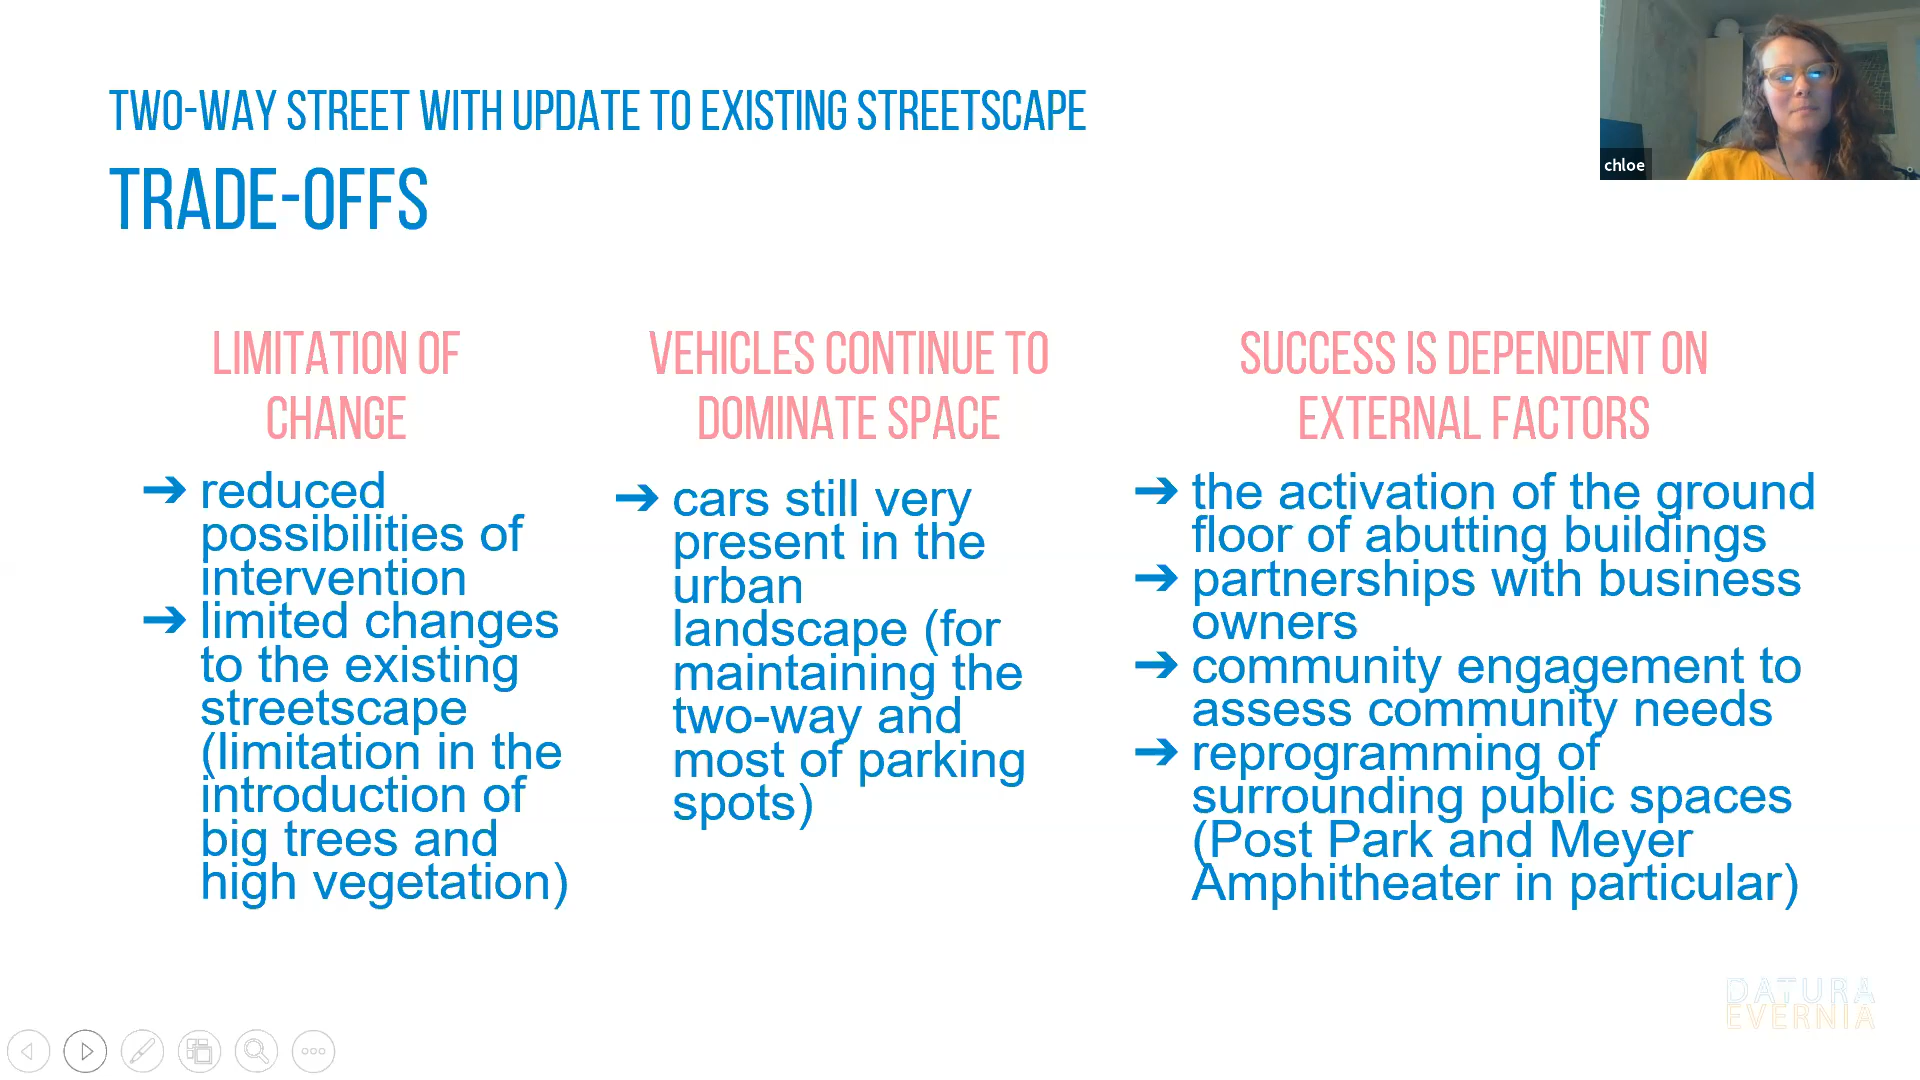 TWO-WAY STREET WITH UPDATE TO EXISTING STREETSCAPE
TRADE-OFFS
chloe
LIMITATION OF
CHANGE
➔ reduced
possibilities of
intervention
➔ limited changes
to the existing
streetscape
(limitation in the
introduction of
big trees and
high vegetation)
VEHICLES CONTINUE TO
DOMINATE SPACE
➔ cars still very
present in the
urban
landscape (for
maintaining the
two-way and
most of parking
spots)
SUCCESS IS DEPENDENT ON
EXTERNAL FACTORS
➔ the activation of the ground
floor of abutting buildings
➔ partnerships with business
owners
➔ community engagement to
assess community needs
➔ reprogramming of
surrounding public spaces
(Post Park and Meyer
Amphitheater in particular)
DATURA
EVERNIA